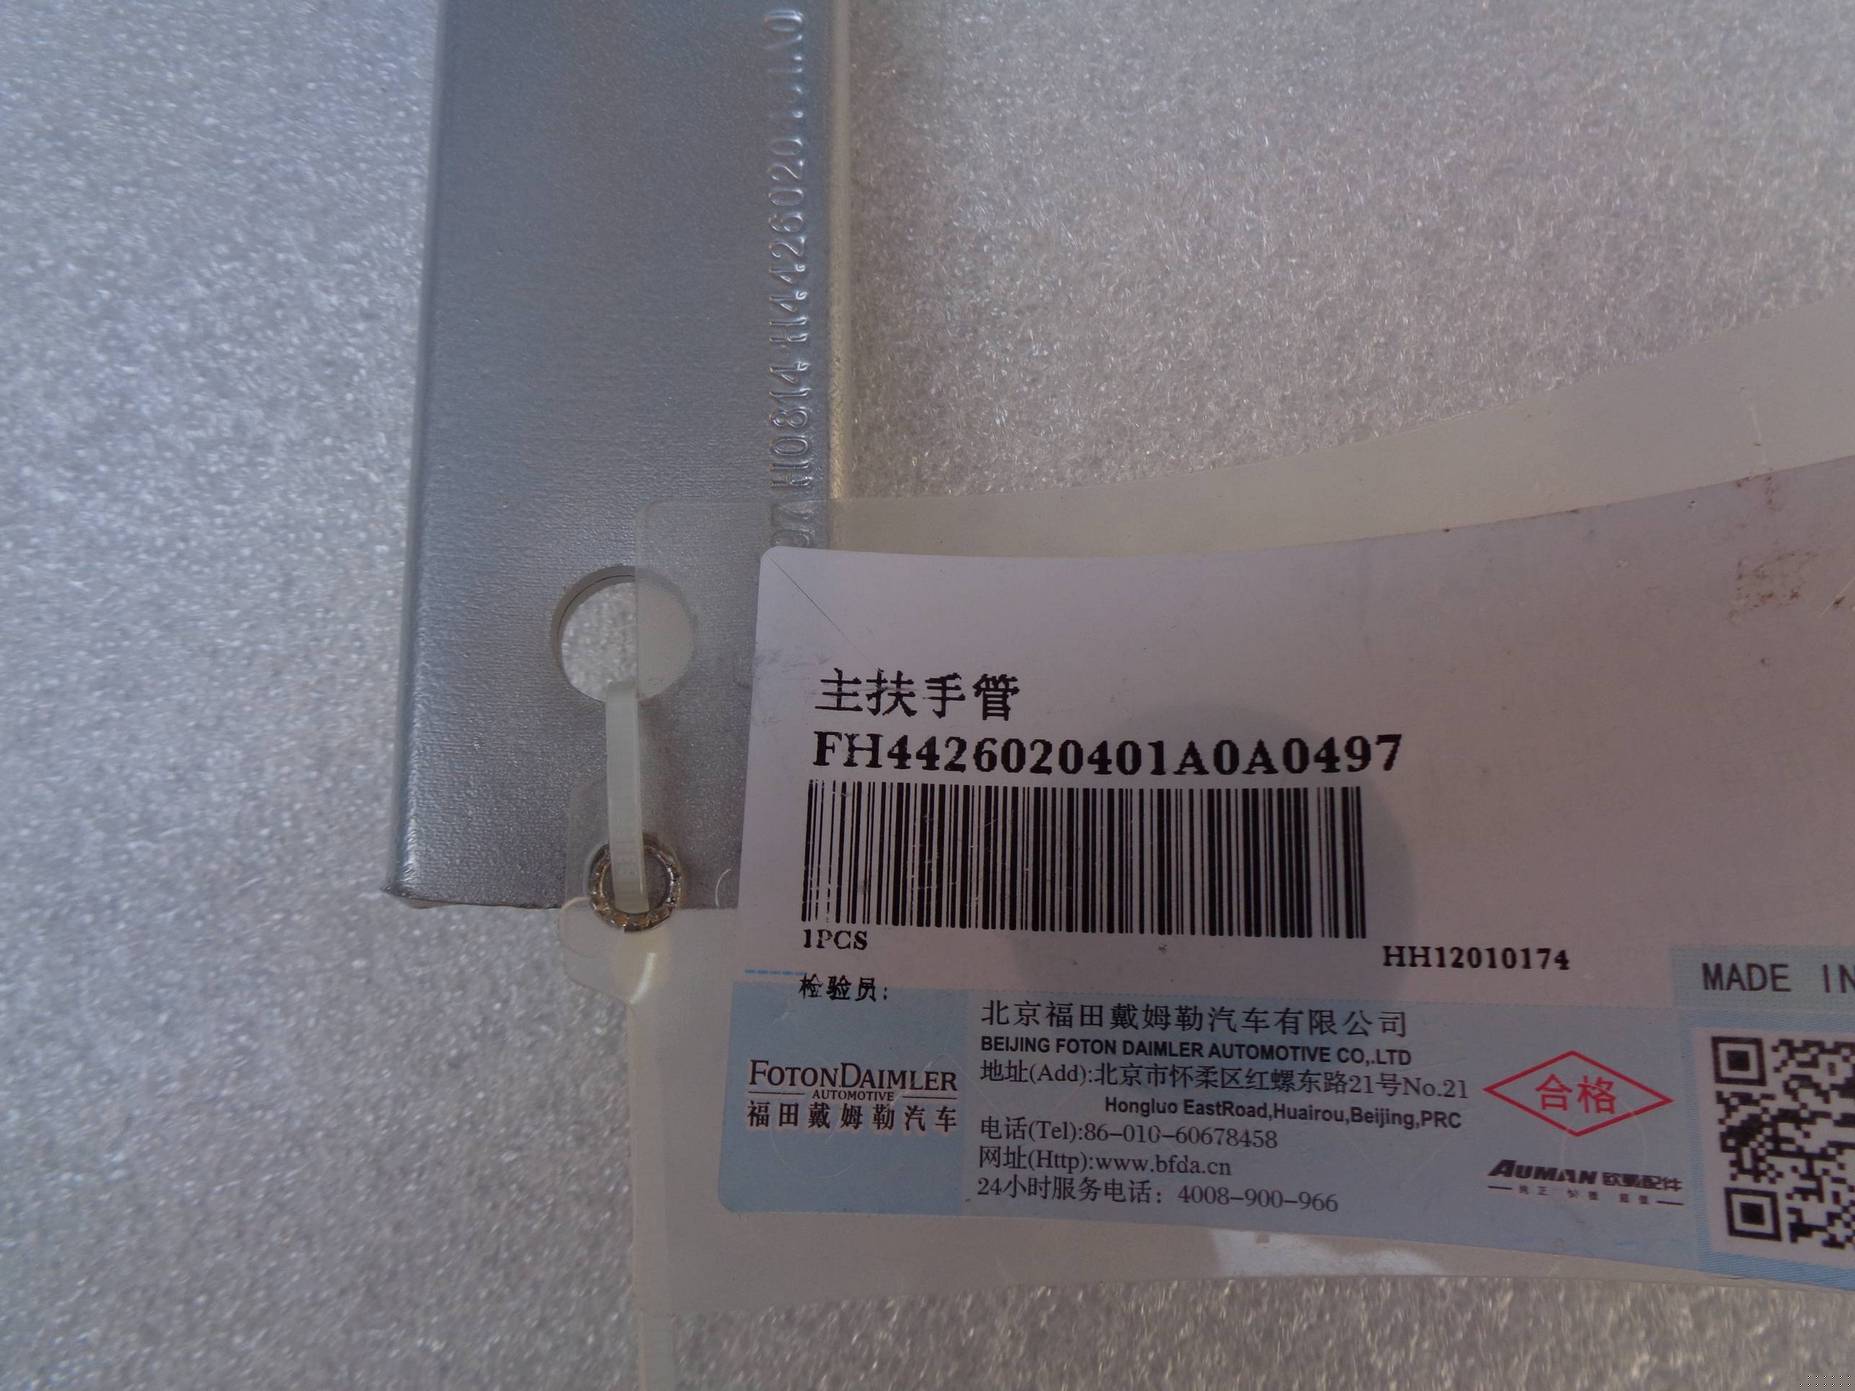 H0814 H4426020
主扶手管
FH4426020401A0A0497
1PCS
HH12010174
检验员:
MADE IN
FOTONDAIMLER
AUTOMOTIVE
福田戴姆勒汽车
北京福田戴姆勒汽车有限公司
BEIJING FOTON DAIMLER AUTOMOTIVE CO,.LTD
地址(Add):北京市怀柔区红螺东路21号No.21
Hongluo EastRoad,Huairou,Beijing,PRC
电话(Tel):86-010-60678458
网址(Http):www.bfda.cn
24小时服务电话：4008-900-966
合格
AUMAN 欧曼配件